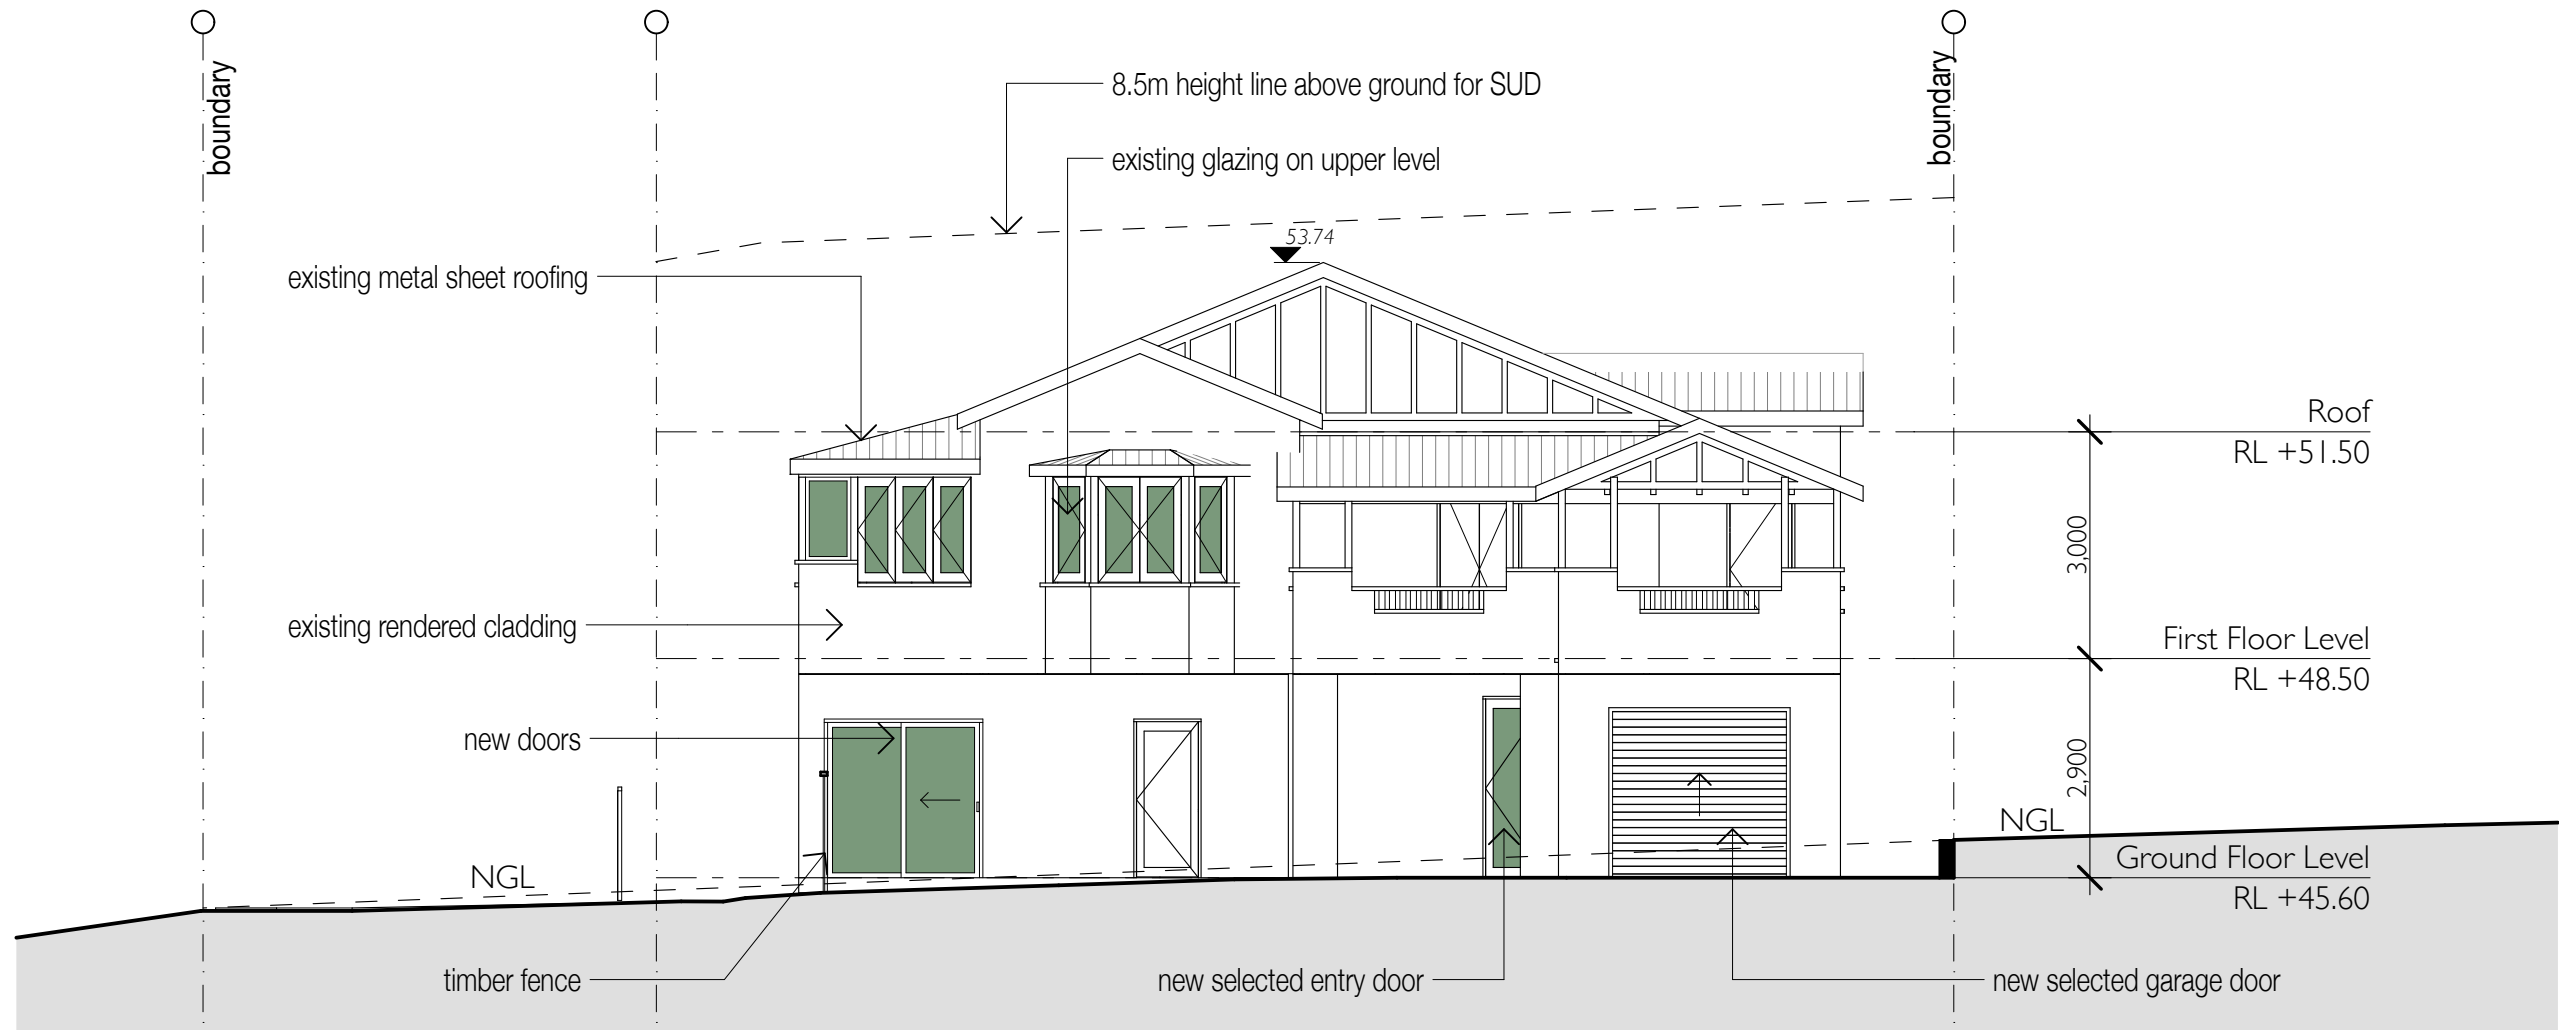 boundary
boundary
8.5m height line above ground for SUD
existing glazing on upper level
53.74
existing metal sheet roofing
Roof
RL +51.50
3,000
existing rendered cladding
First Floor Level
RL +48.50
new doors
2,900
NGL
NGL
Ground Floor Level
RL +45.60
timber fence
new selected entry door
new selected garage door